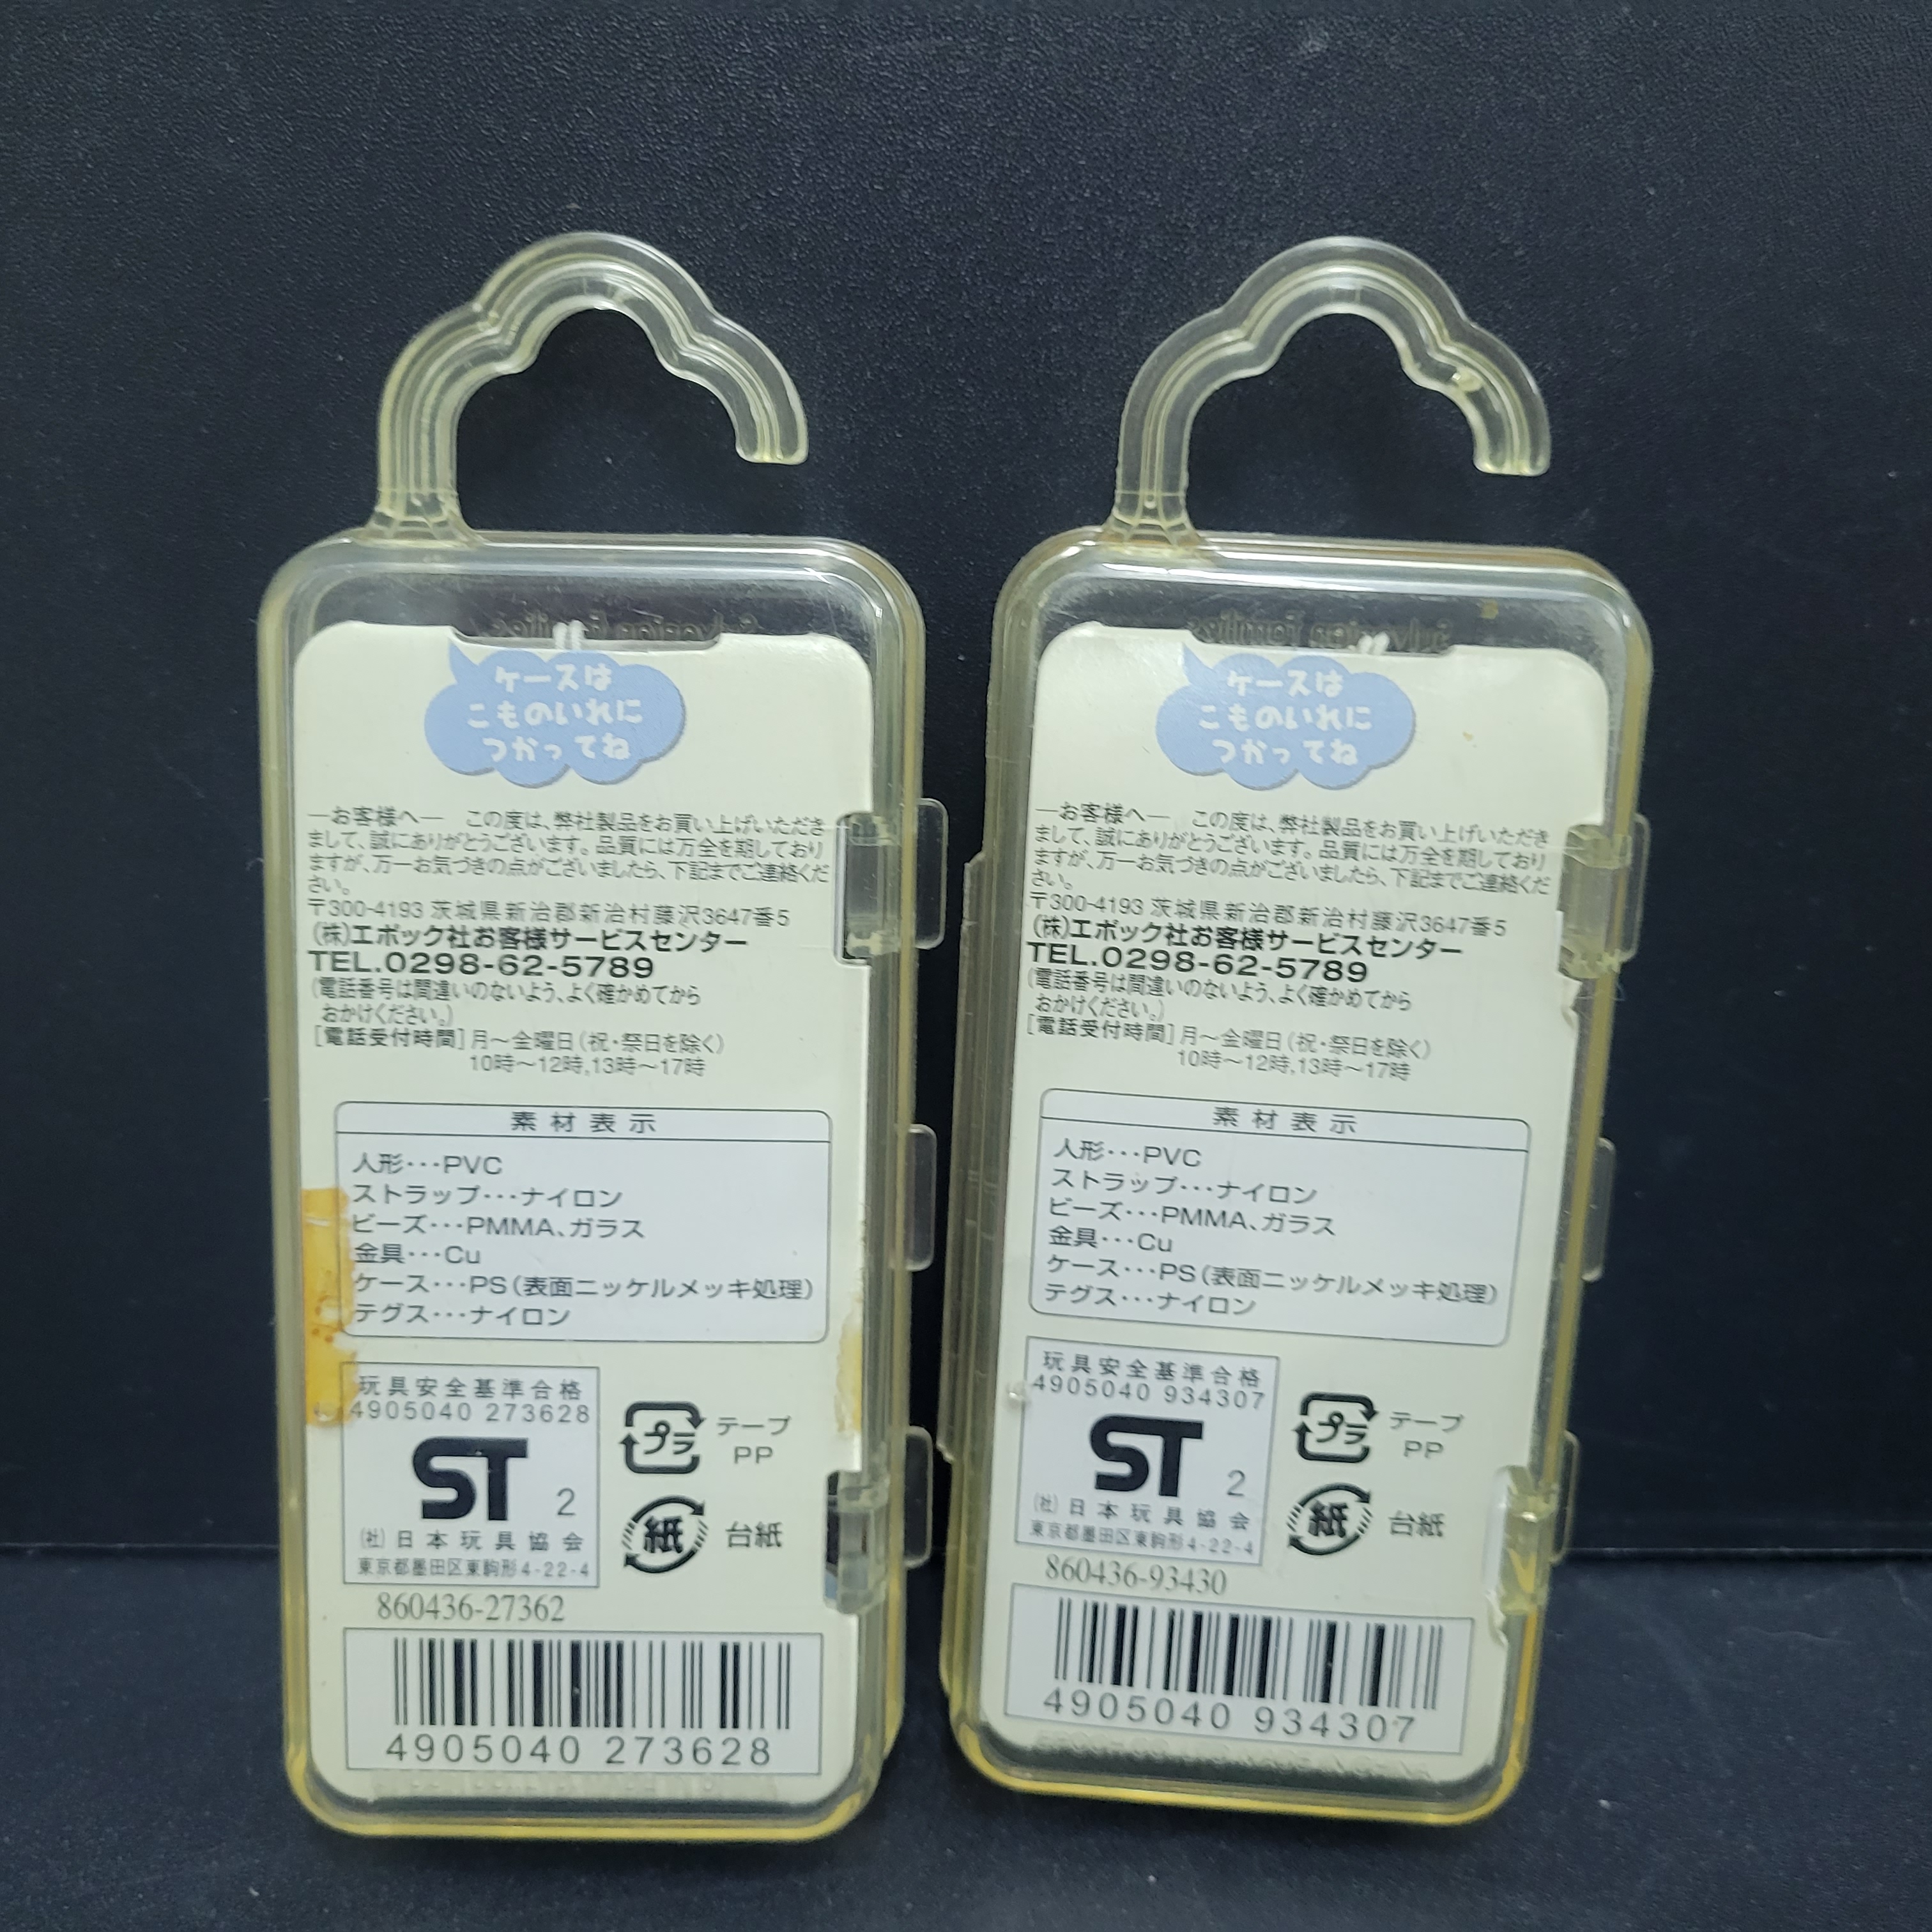 Sylvanian Families
ケースは
こものいれに
つかってね
―お客様へ― この度は、弊社製品をお買い上げいただき
まして、誠にありがとうございます。品質には万全を期しており
ますが、万一お気づきの点がございましたら、下記までご連絡くだ
さい。
〒300-4193 茨城県新治郡新治村藤沢3647番5
(株)エポック社お客様サービスセンター
TEL.0298-62-5789
(電話番号は間違いのないよう、よく確かめてから
おかけください。)
[電話受付時間]月～金曜日(祝・祭日を除く)
10時～12時,13時～17時
素材表示
人形･･･PVC
ストラップ･･･ナイロン
ビーズ･･･PMMA、ガラス
金具･･･Cu
ケース･･･PS(表面ニッケルメッキ処理)
テグス･･･ナイロン
玩具安全基準合格
4905040 273628
ST 2
(社)日本玩具協会
東京都墨田区東駒形4-22-4
プラ テープ
PP
紙 台紙
860436-27362
4905040 273628
Sylvanian Families
ケースは
こものいれに
つかってね
―お客様へ― この度は、弊社製品をお買い上げいただき
まして、誠にありがとうございます。品質には万全を期しており
ますが、万一お気づきの点がございましたら、下記までご連絡くだ
さい。
〒300-4193 茨城県新治郡新治村藤沢3647番5
(株)エポック社お客様サービスセンター
TEL.0298-62-5789
(電話番号は間違いのないよう、よく確かめてから
おかけください。)
[電話受付時間]月～金曜日(祝・祭日を除く)
10時～12時,13時～17時
素材表示
人形･･･PVC
ストラップ･･･ナイロン
ビーズ･･･PMMA、ガラス
金具･･･Cu
ケース･･･PS(表面ニッケルメッキ処理)
テグス･･･ナイロン
玩具安全基準合格
4905040 934307
ST 2
(社)日本玩具協会
東京都墨田区東駒形4-22-4
プラ テープ
PP
紙 台紙
860436-93430
4905040 934307